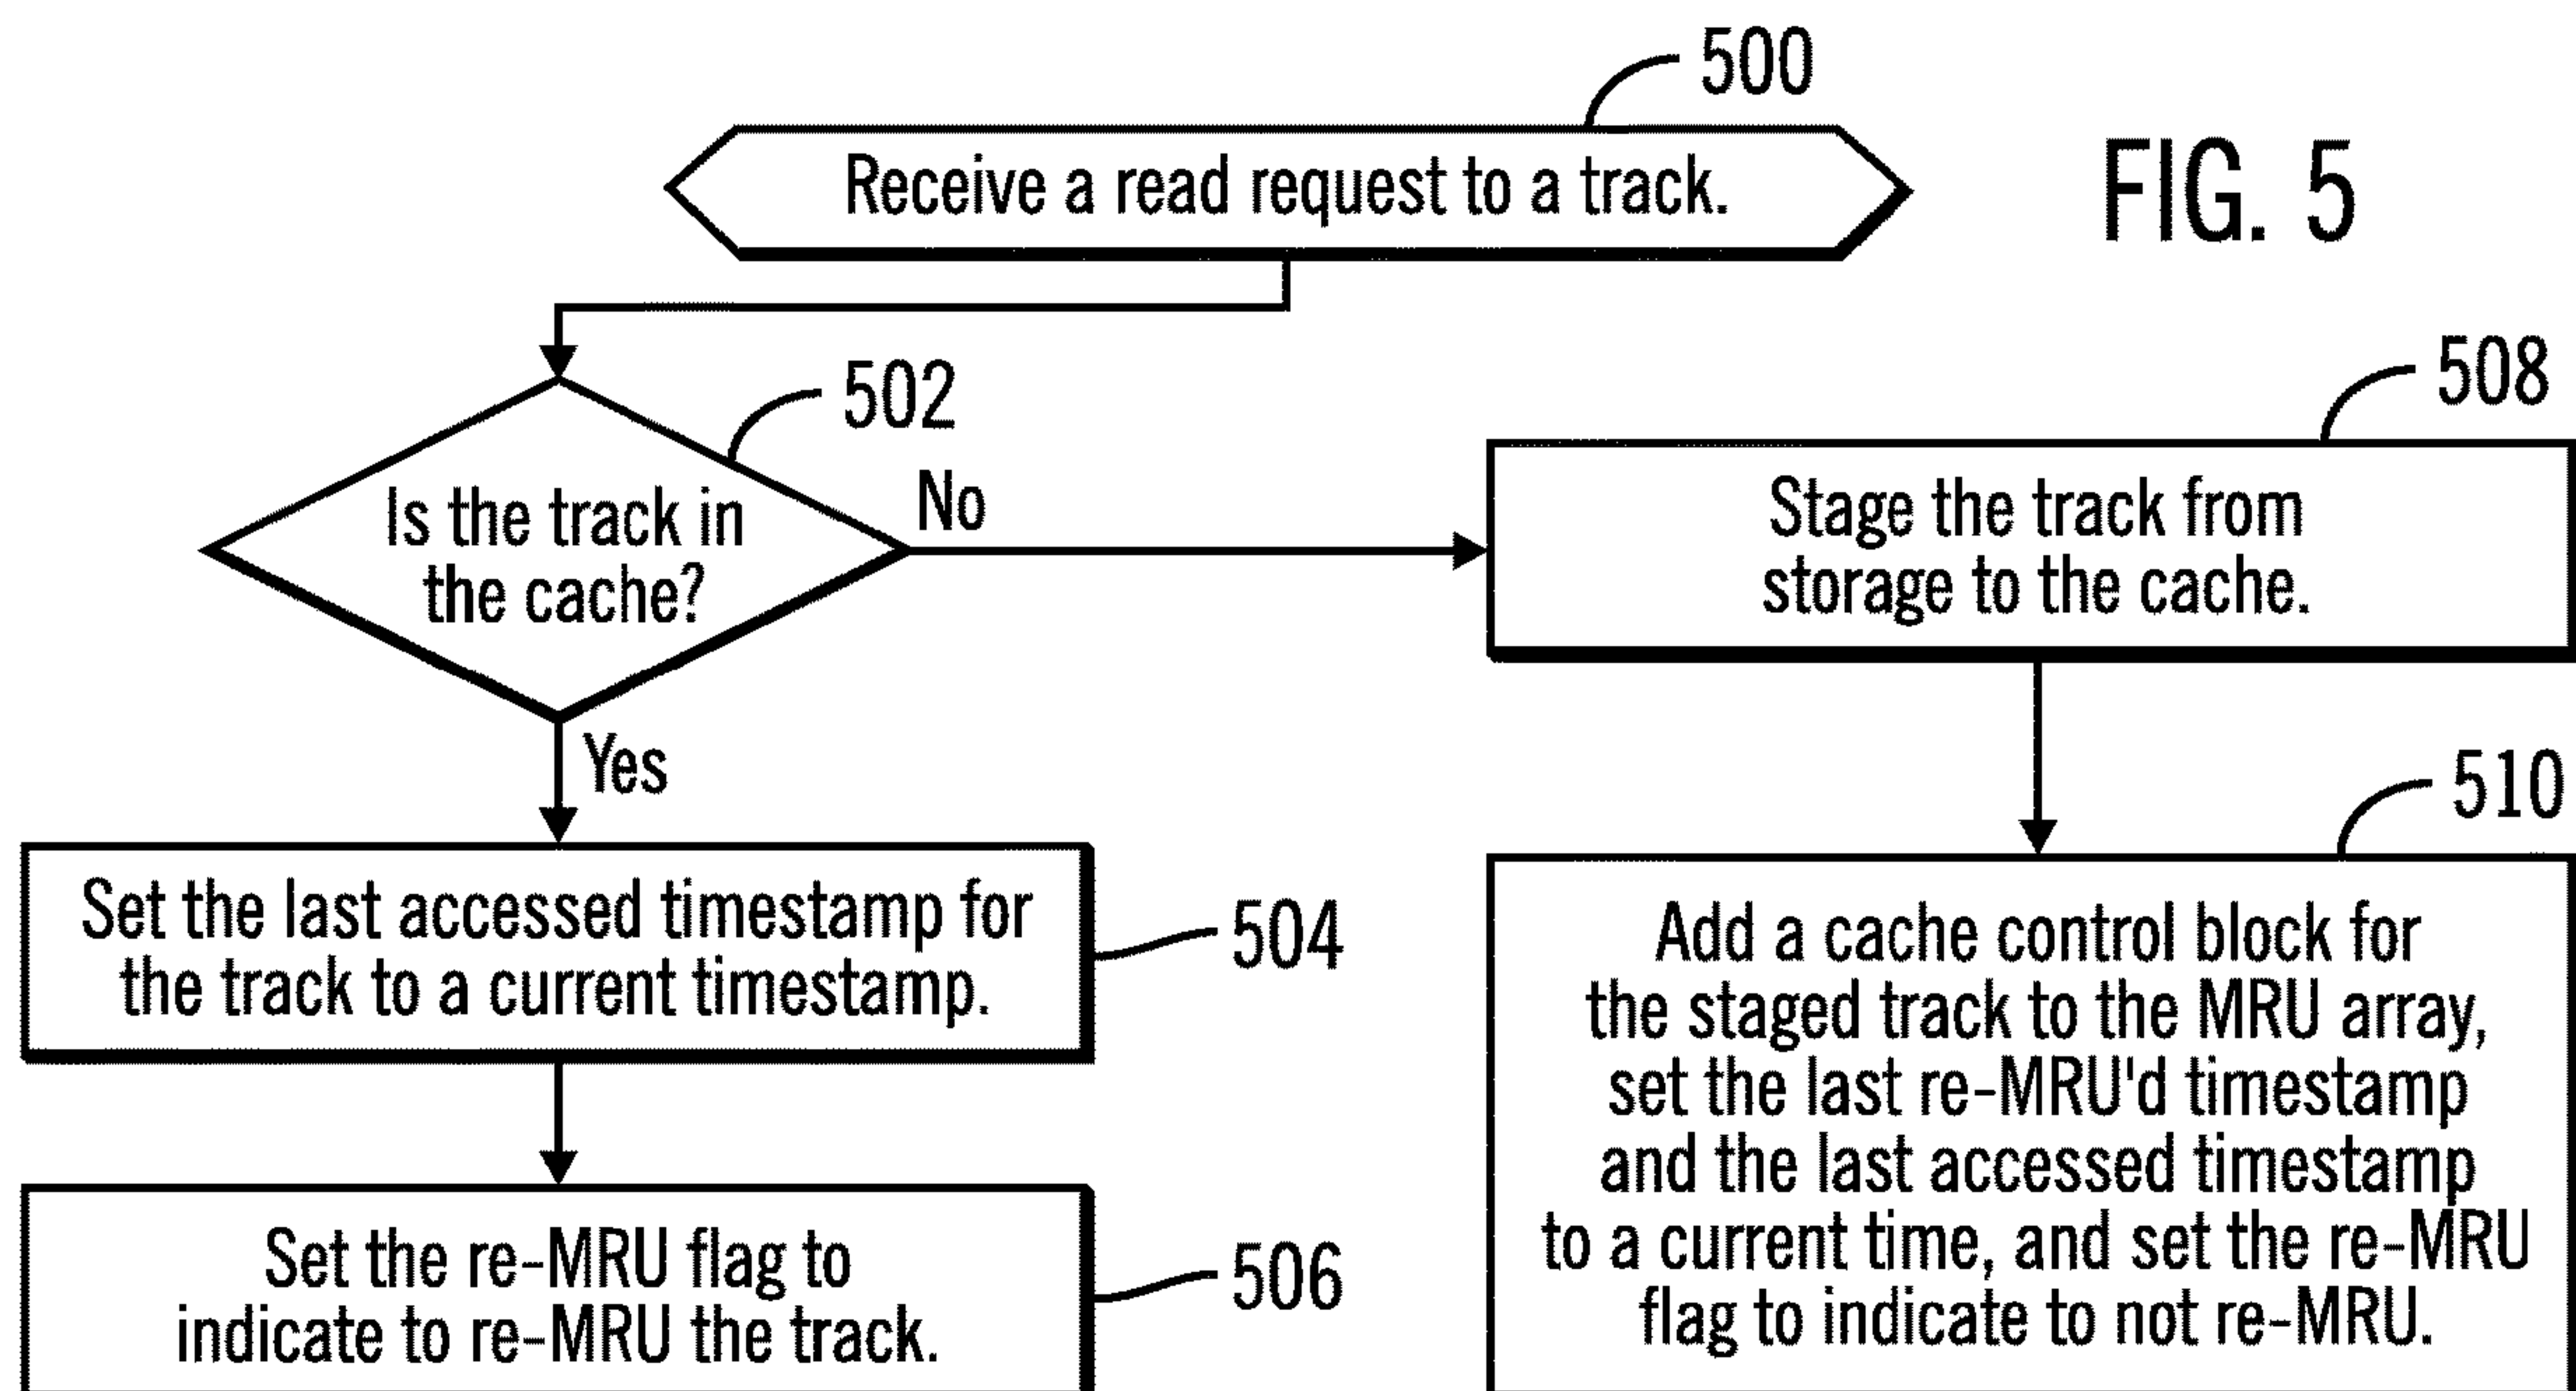 500
Receive a read request to a track.
FIG. 5
502
Is the track in
the cache?
No
Yes
508
Stage the track from
storage to the cache.
Set the last accessed timestamp for
the track to a current timestamp.
504
Set the re-MRU flag to
indicate to re-MRU the track.
506
510
Add a cache control block for
the staged track to the MRU array,
set the last re-MRU'd timestamp
and the last accessed timestamp
to a current time, and set the re-MRU
flag to indicate to not re-MRU.